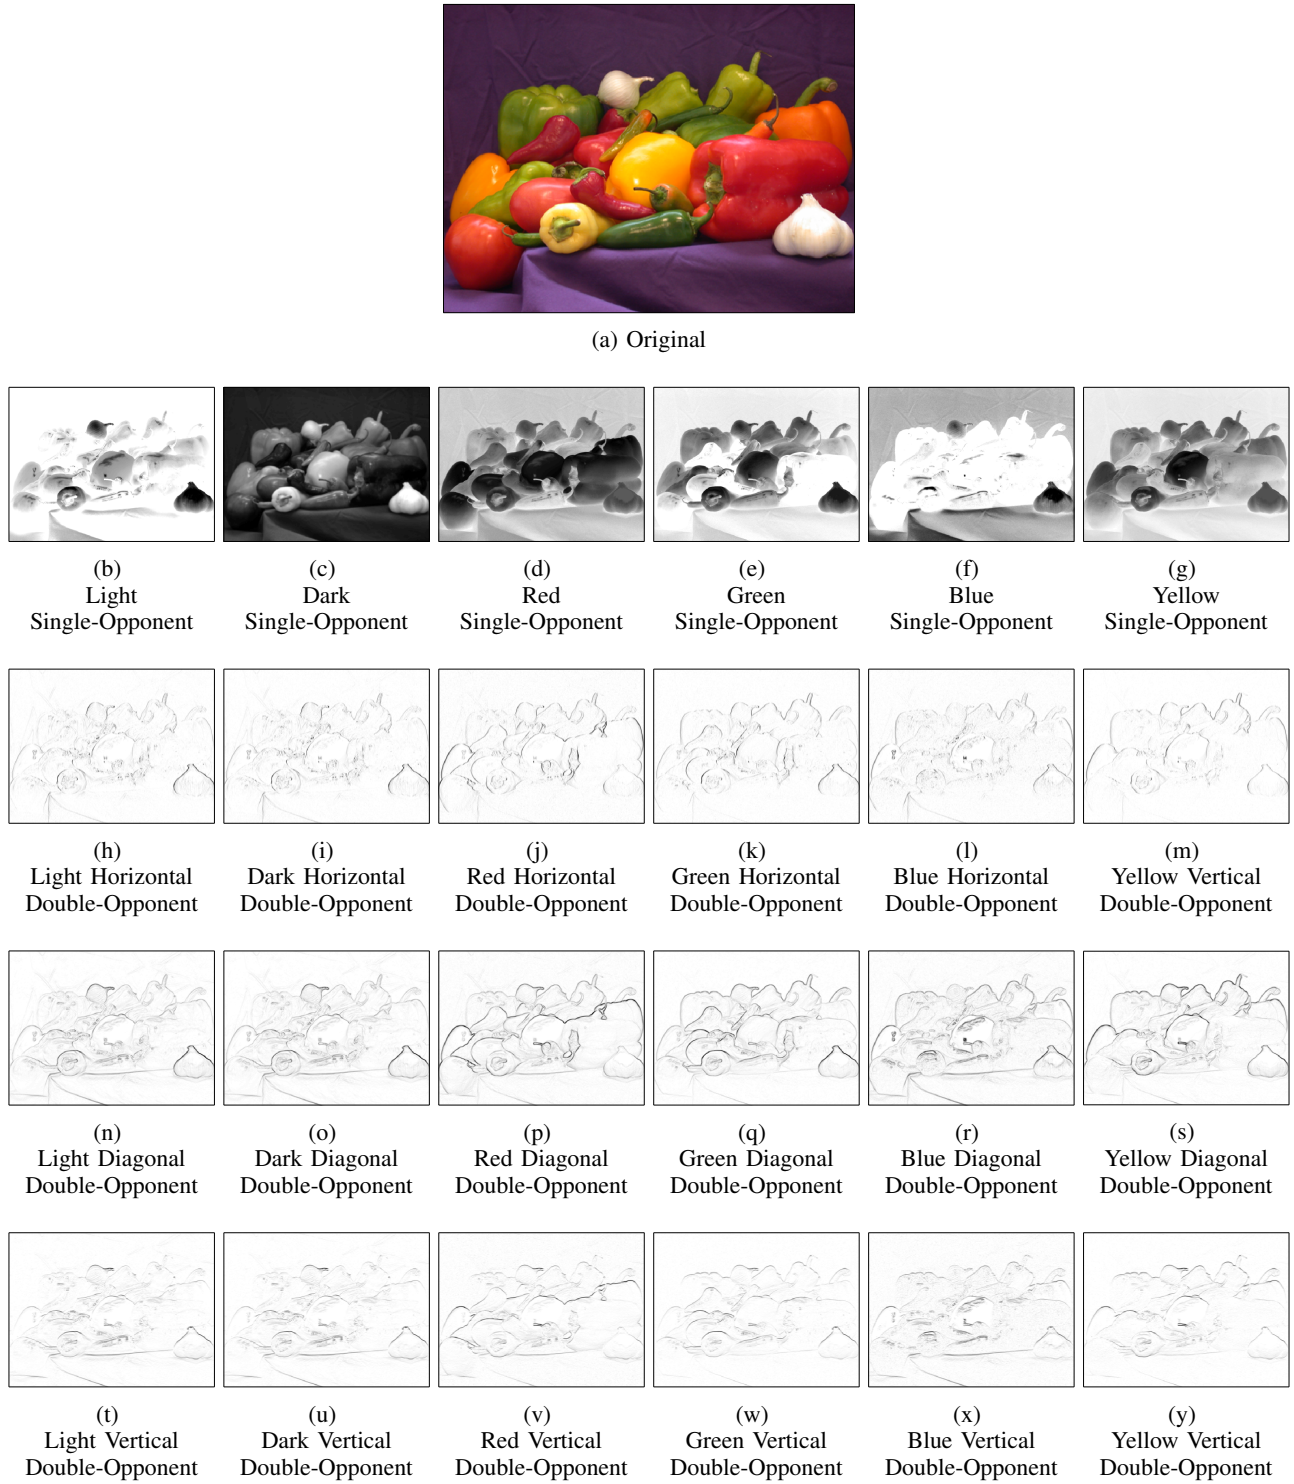 (a) Original
(b)
Light
Single-Opponent
(c)
Dark
Single-Opponent
(d)
Red
Single-Opponent
(e)
Green
Single-Opponent
(f)
Blue
Single-Opponent
(g)
Yellow
Single-Opponent
(h)
Light Horizontal
Double-Opponent
(i)
Dark Horizontal
Double-Opponent
(j)
Red Horizontal
Double-Opponent
(k)
Green Horizontal
Double-Opponent
(l)
Blue Horizontal
Double-Opponent
(m)
Yellow Vertical
Double-Opponent
(n)
Light Diagonal
Double-Opponent
(o)
Dark Diagonal
Double-Opponent
(p)
Red Diagonal
Double-Opponent
(q)
Green Diagonal
Double-Opponent
(r)
Blue Diagonal
Double-Opponent
(s)
Yellow Diagonal
Double-Opponent
(t)
Light Vertical
Double-Opponent
(u)
Dark Vertical
Double-Opponent
(v)
Red Vertical
Double-Opponent
(w)
Green Vertical
Double-Opponent
(x)
Blue Vertical
Double-Opponent
(y)
Yellow Vertical
Double-Opponent